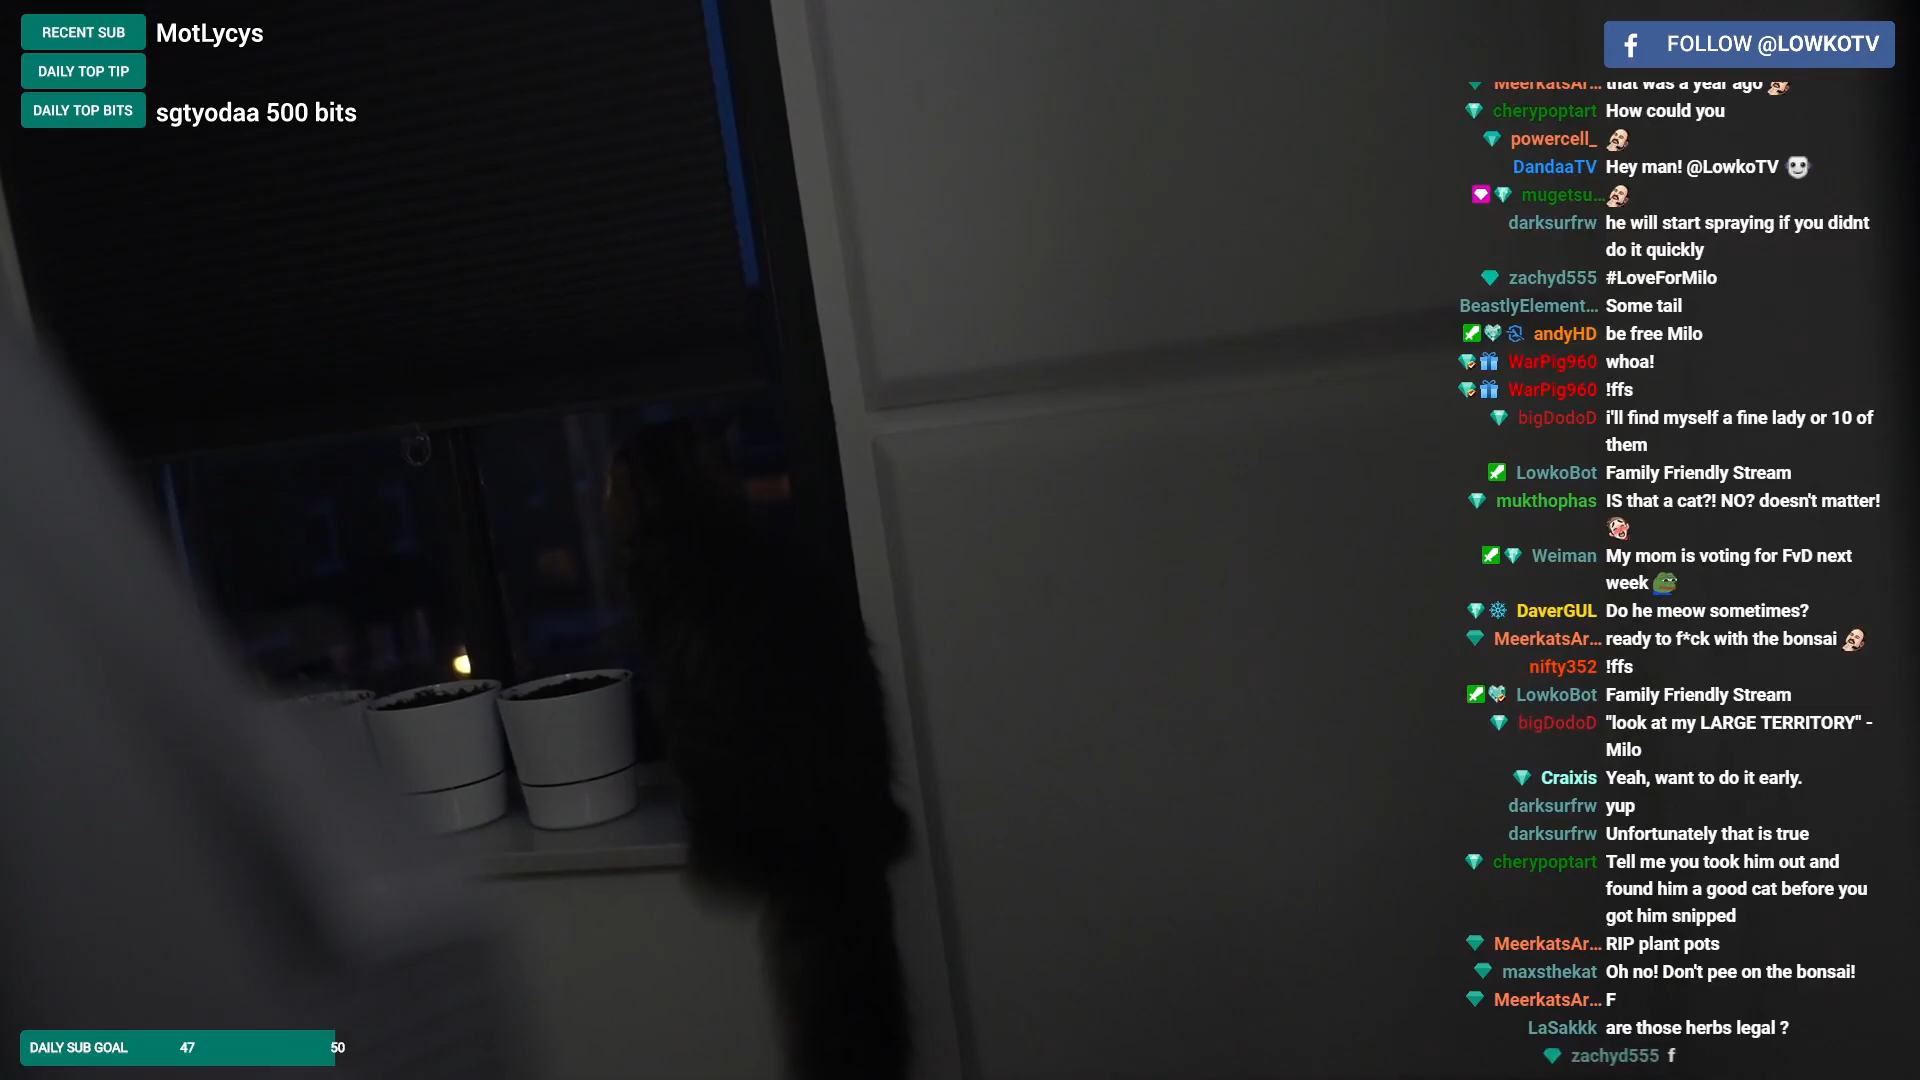 RECENT SUB MotLycys
DAILY TOP TIP
DAILY TOP BITS sgtyodaa 500 bits
FOLLOW @LOWKOTV
MeerkatsAr... that was a year ago
cherypoptart How could you
powercell_
DandaaTV Hey man! @LowkoTV
mugetsu...
darksurfrw he will start spraying if you didnt
do it quickly
zachyd555 #LoveForMilo
BeastlyElement... Some tail
andyHD be free Milo
WarPig960 whoa!
WarPig960 !ffs
bigDodoD i'll find myself a fine lady or 10 of
them
LowkoBot Family Friendly Stream
mukthophas IS that a cat?! NO? doesn't matter!
Weiman My mom is voting for FvD next
week
DaverGUL Do he meow sometimes?
MeerkatsAr... ready to f*ck with the bonsai
nifty352 !ffs
LowkoBot Family Friendly Stream
bigDodoD "look at my LARGE TERRITORY" -
Milo
Craixis Yeah, want to do it early.
darksurfrw yup
darksurfrw Unfortunately that is true
cherypoptart Tell me you took him out and
found him a good cat before you
got him snipped
MeerkatsAr... RIP plant pots
maxsthekat Oh no! Don't pee on the bonsai!
MeerkatsAr... F
LaSakkk are those herbs legal ?
zachyd555 f
DAILY SUB GOAL 47 50